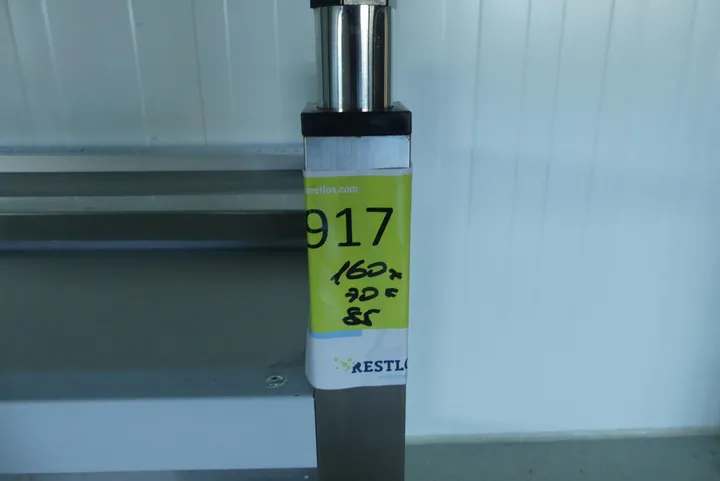 restlos.com
917
160x
70x
85
RESTLO